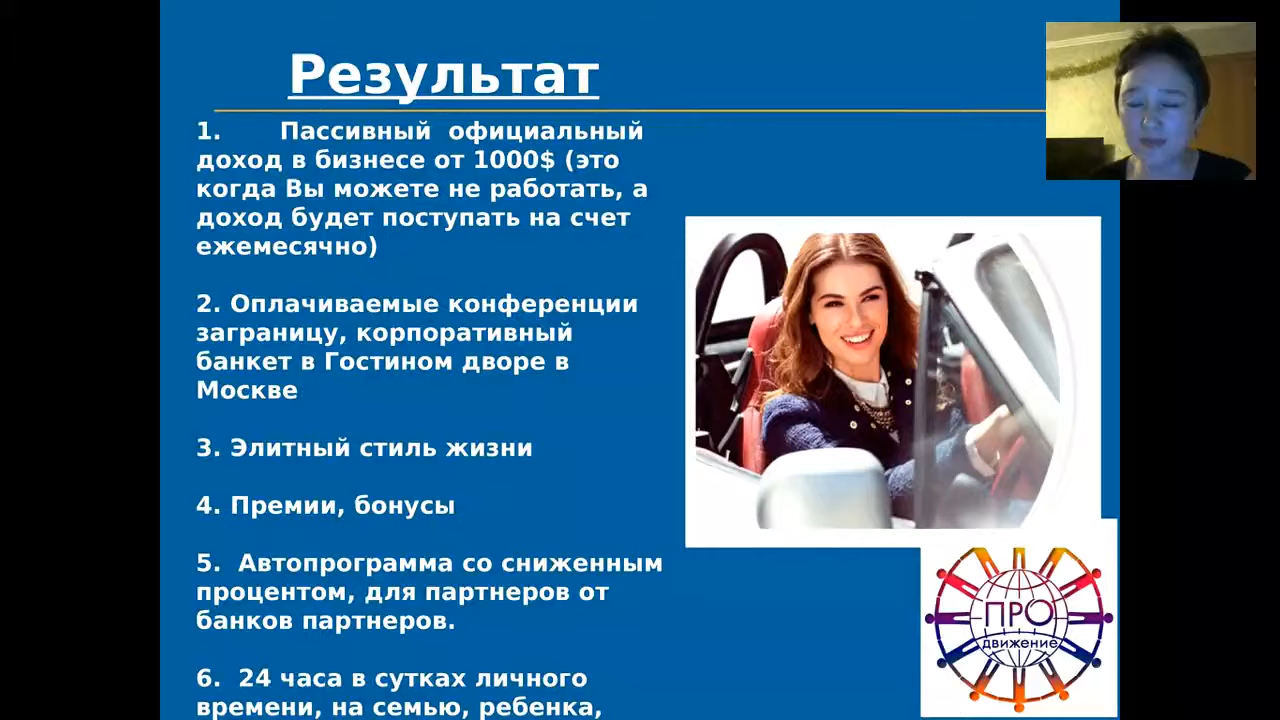 Результат
1. Пассивный официальный
доход в бизнесе от 1000$ (это
когда Вы можете не работать, а
доход будет поступать на счет
ежемесячно)
2. Оплачиваемые конференции
заграницу, корпоративный
банкет в Гостином дворе в
Москве
3. Элитный стиль жизни
4. Премии, бонусы
5. Автопрограмма со сниженным
процентом, для партнеров от
банков партнеров.
6. 24 часа в сутках личного
времени, на семью, ребенка,
ПРО
движение